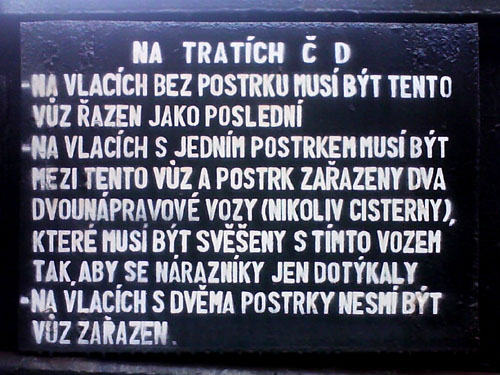 NA TRATÍCH Č D
-NA VLACÍCH BEZ POSTRKU MUSÍ BÝT TENTO
VŮZ ŘAZEN JAKO POSLEDNÍ
-NA VLACÍCH S JEDNÍM POSTRKEM MUSÍ BÝT
MEZI TENTO VŮZ A POSTRK ZAŘAZENY DVA
DVOUNÁPRAVOVÉ VOZY (NIKOLIV CISTERNY),
KTERÉ MUSÍ BÝT SVĚŠENY S TÍMTO VOZEM
TAK, ABY SE NÁRAZNÍKY JEN DOTÝKALY
-NA VLACÍCH S DVĚMA POSTRKY NESMÍ BÝT
VŮZ ZAŘAZEN.